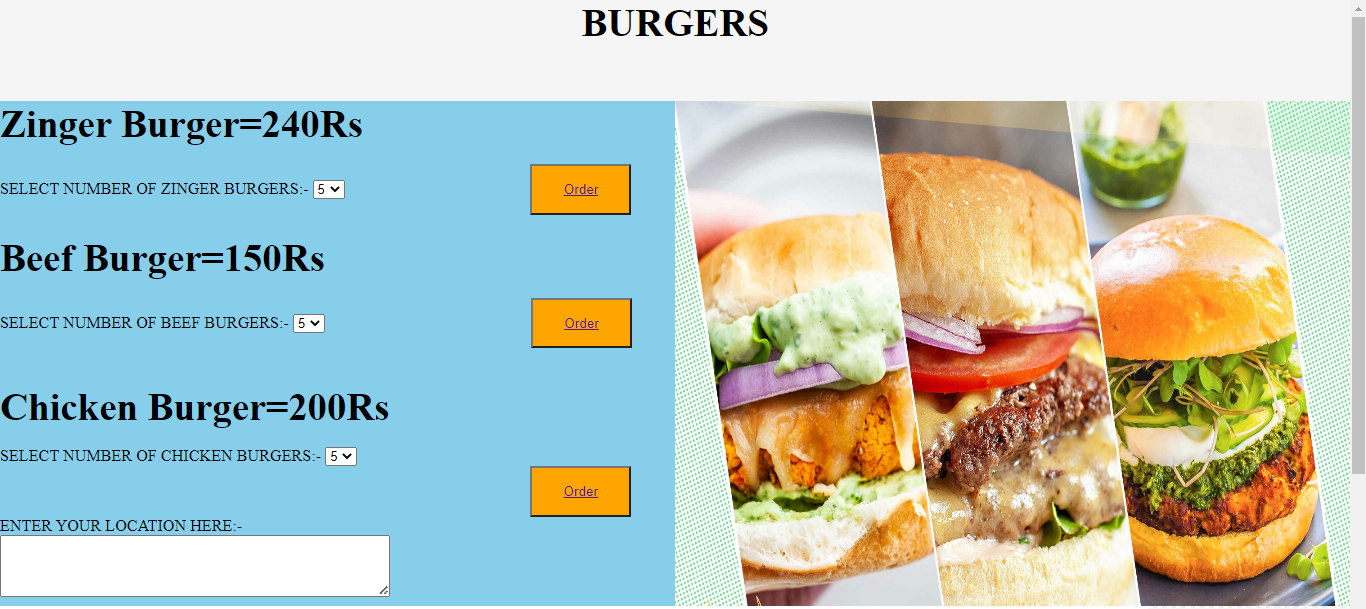 BURGERS
Zinger Burger=240Rs
SELECT NUMBER OF ZINGER BURGERS:- 5
Order
Beef Burger=150Rs
SELECT NUMBER OF BEEF BURGERS:- 5
Order
Chicken Burger=200Rs
SELECT NUMBER OF CHICKEN BURGERS:- 5
Order
ENTER YOUR LOCATION HERE:-